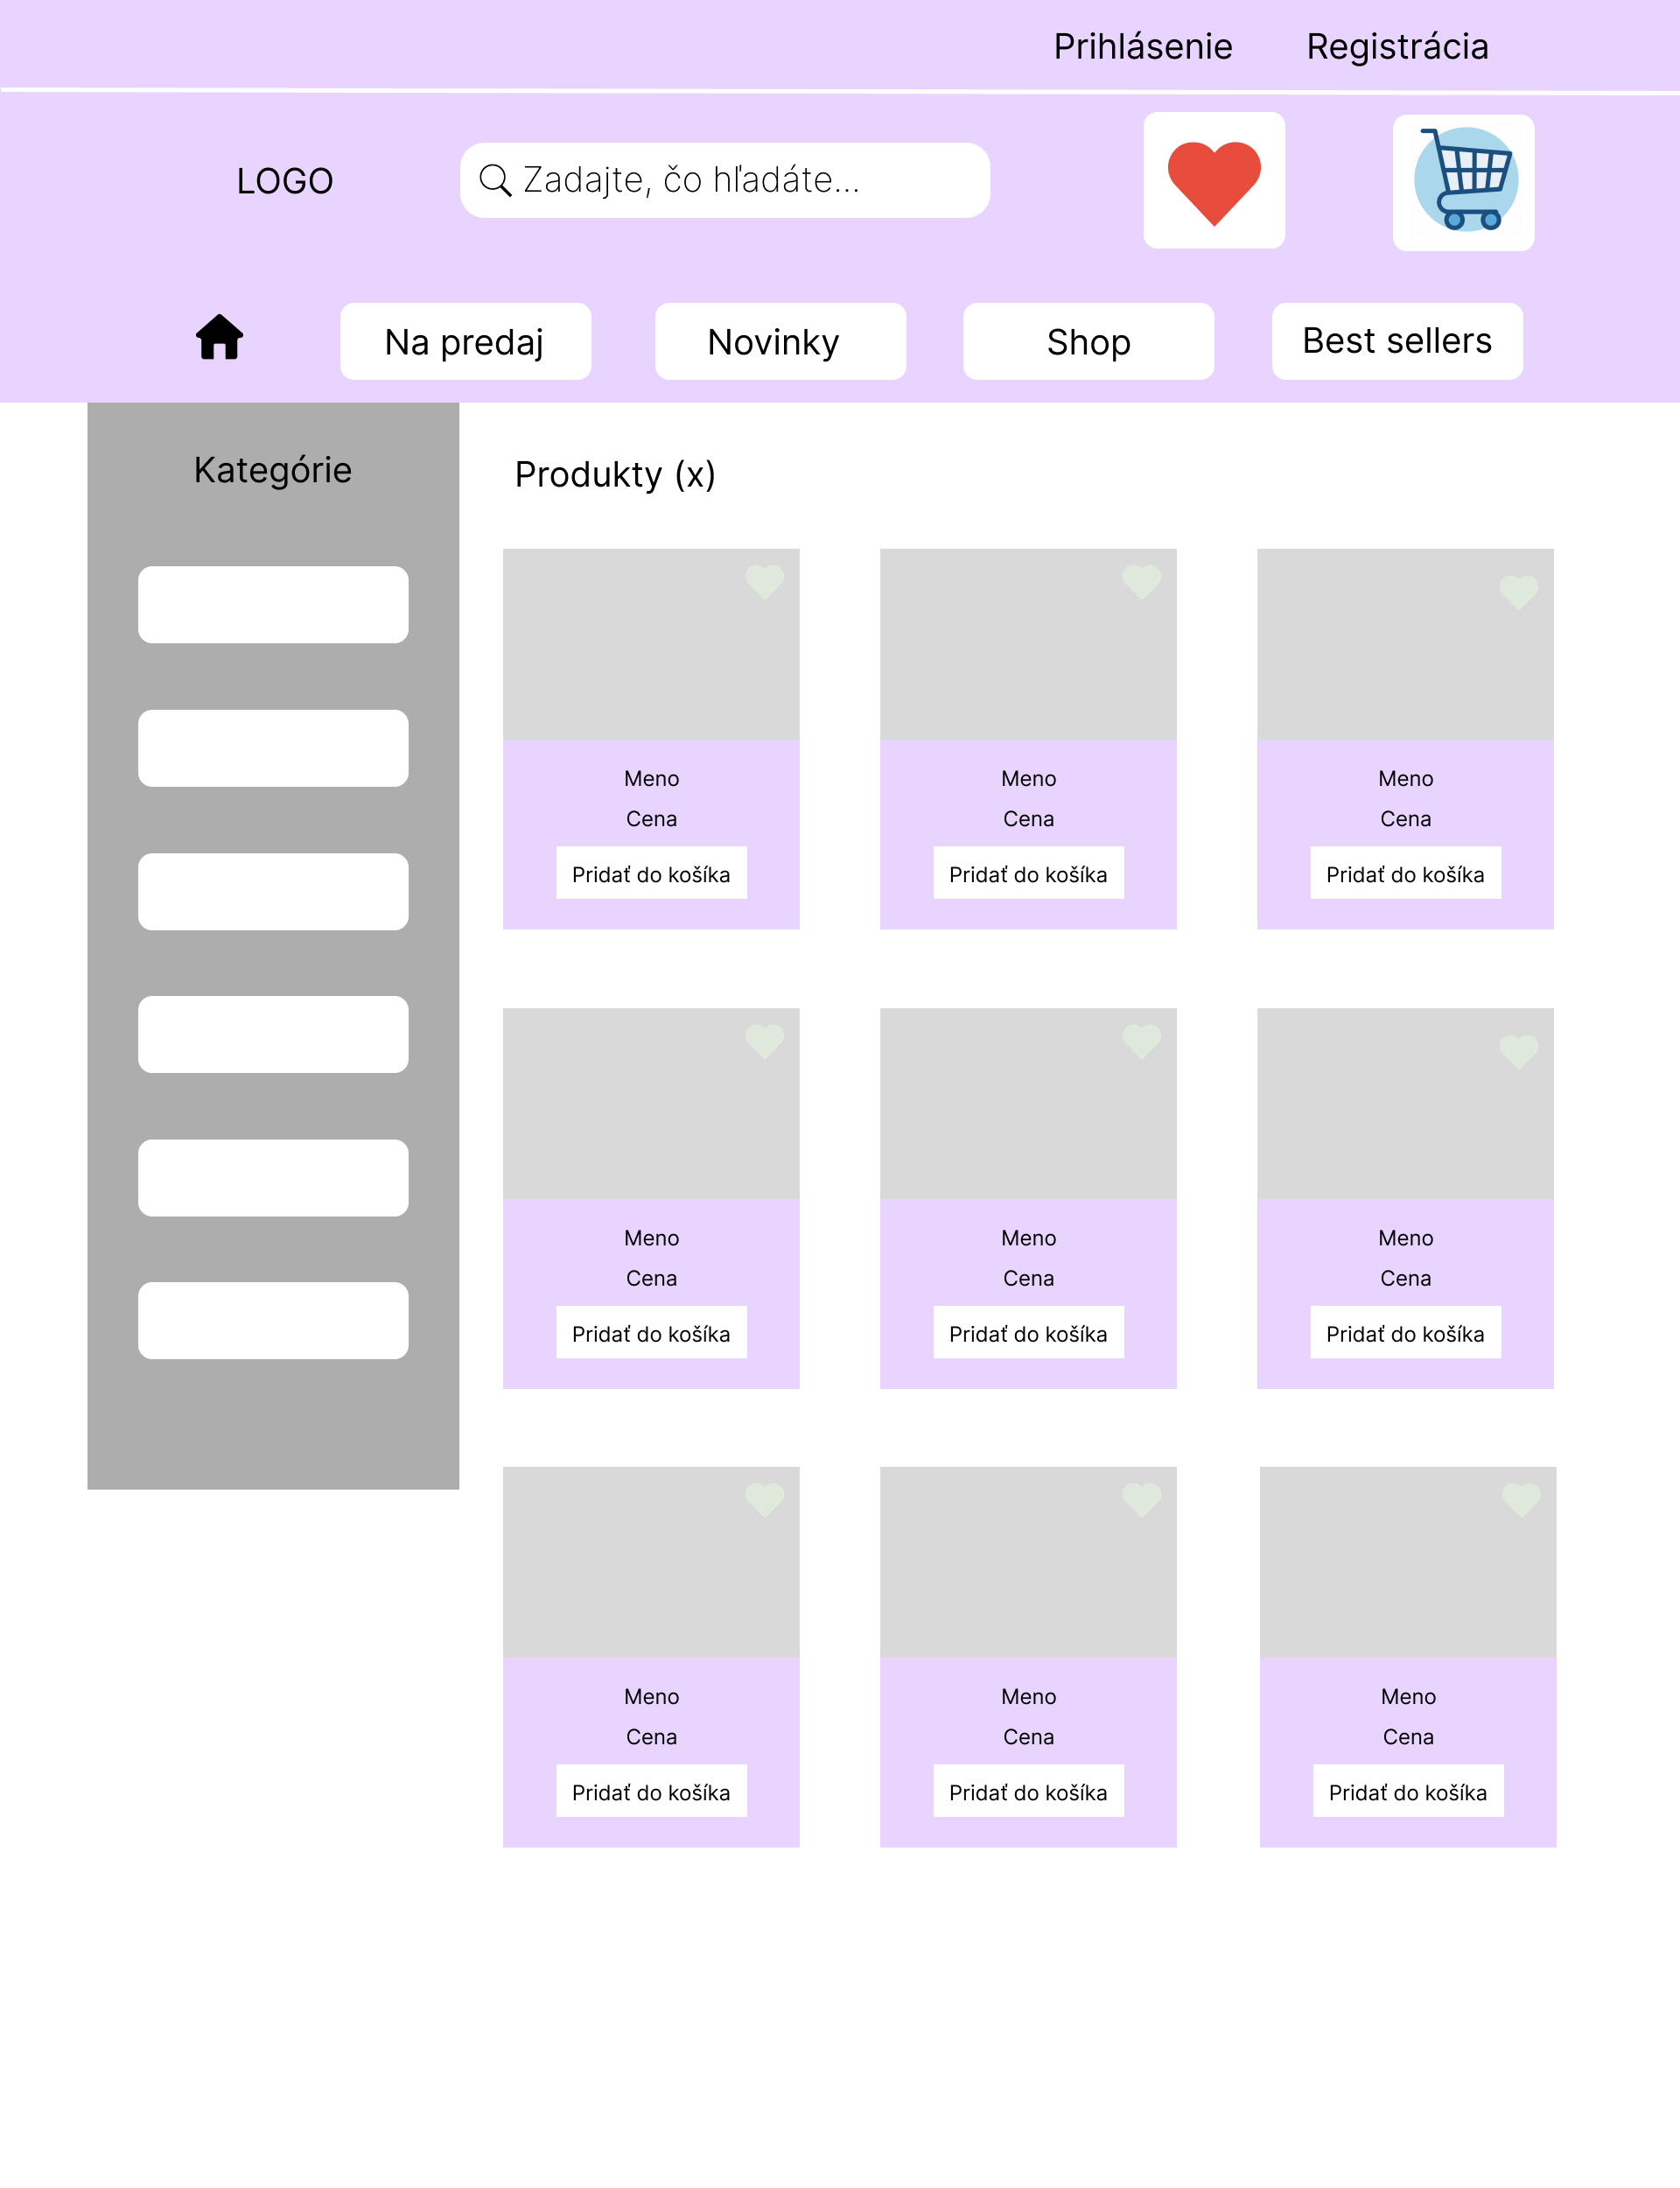 Prihlásenie Registrácia
LOGO
Zadajte, čo hľadáte...
Na predaj Novinky Shop Best sellers
Kategórie
Produkty (x)
Meno Meno Meno
Cena Cena Cena
Pridať do košíka Pridať do košíka Pridať do košíka
Meno Meno Meno
Cena Cena Cena
Pridať do košíka Pridať do košíka Pridať do košíka
Meno Meno Meno
Cena Cena Cena
Pridať do košíka Pridať do košíka Pridať do košíka